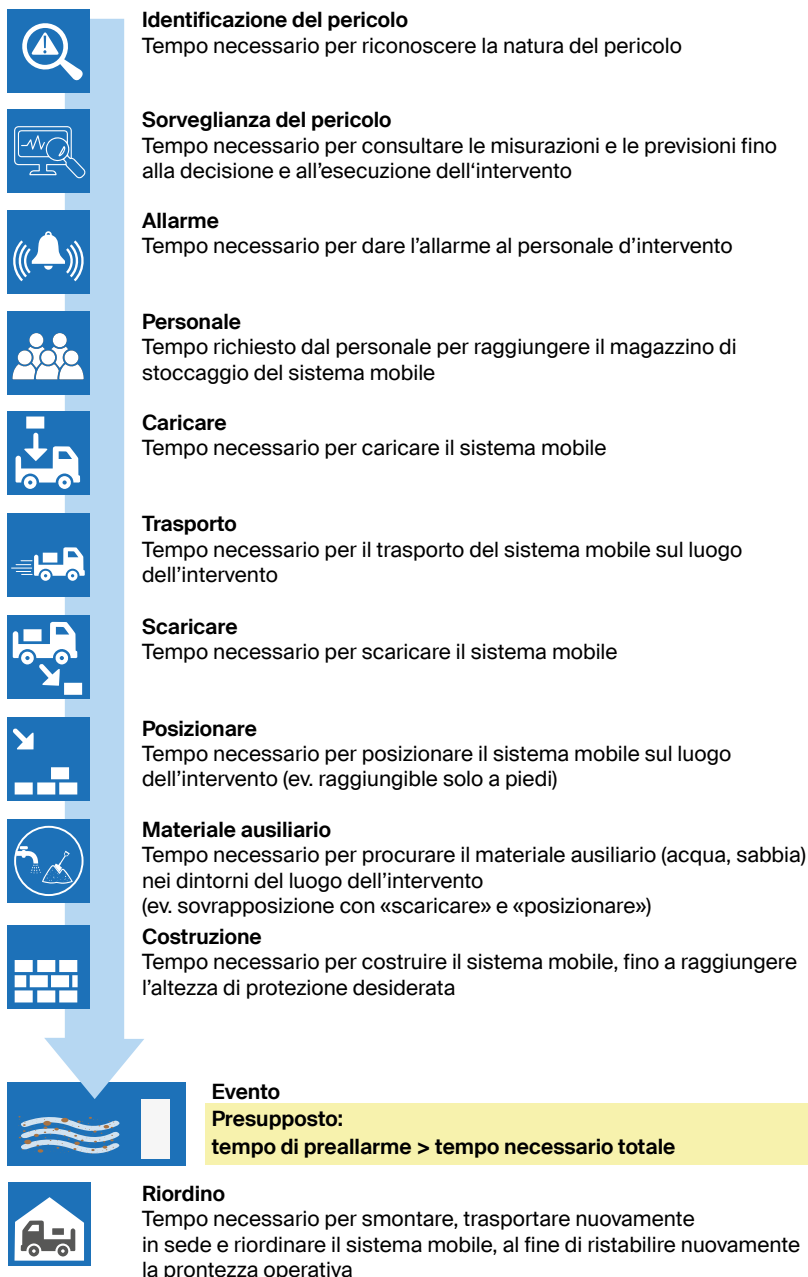 Identificazione del pericolo
Tempo necessario per riconoscere la natura del pericolo
Sorveglianza del pericolo
Tempo necessario per consultare le misurazioni e le previsioni fino
alla decisione e all'esecuzione dell‘intervento
Allarme
Tempo necessario per dare l'allarme al personale d'intervento
Personale
Tempo richiesto dal personale per raggiungere il magazzino di
stoccaggio del sistema mobile
Caricare
Tempo necessario per caricare il sistema mobile
Trasporto
Tempo necessario per il trasporto del sistema mobile sul luogo
dell'intervento
Scaricare
Tempo necessario per scaricare il sistema mobile
Posizionare
Tempo necessario per posizionare il sistema mobile sul luogo
dell'intervento (ev. raggiungible solo a piedi)
Materiale ausiliario
Tempo necessario per procurare il materiale ausiliario (acqua, sabbia)
nei dintorni del luogo dell'intervento
(ev. sovrapposizione con «scaricare» e «posizionare»)
Costruzione
Tempo necessario per costruire il sistema mobile, fino a raggiungere
l'altezza di protezione desiderata
Evento
Presupposto:
tempo di preallarme > tempo necessario totale
Riordino
Tempo necessario per smontare, trasportare nuovamente
in sede e riordinare il sistema mobile, al fine di ristabilire nuovamente
la prontezza operativa